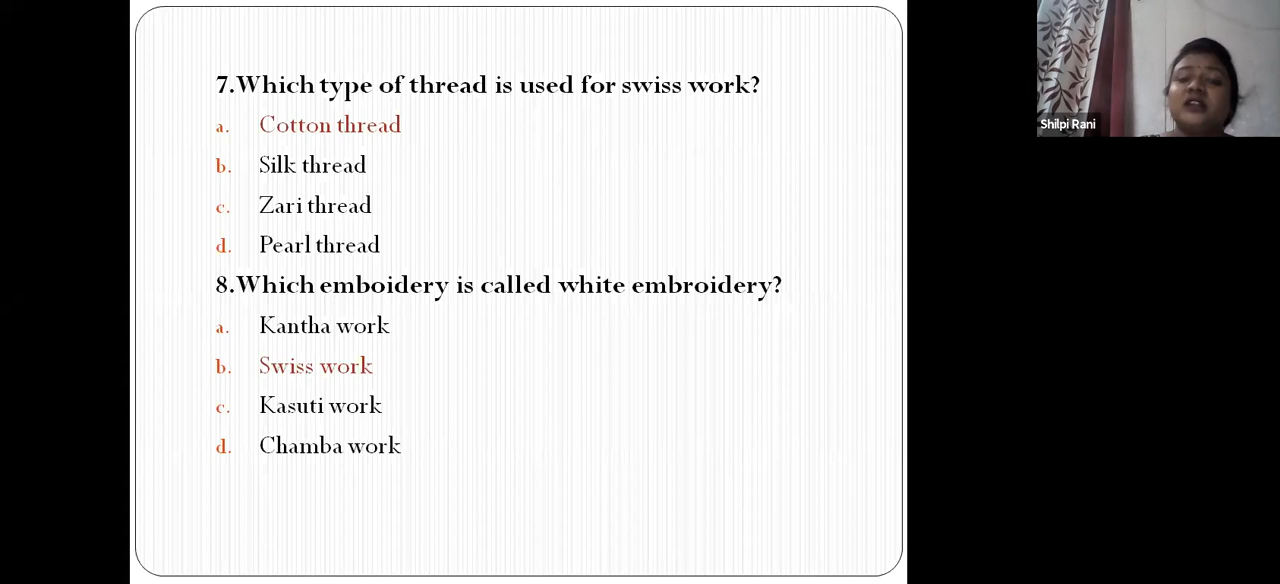 7.Which type of thread is used for swiss work?
a. Cotton thread
b. Silk thread
c. Zari thread
d. Pearl thread
8.Which emboidery is called white embroidery?
a. Kantha work
b. Swiss work
c. Kasuti work
d. Chamba work
Shilpi Rani